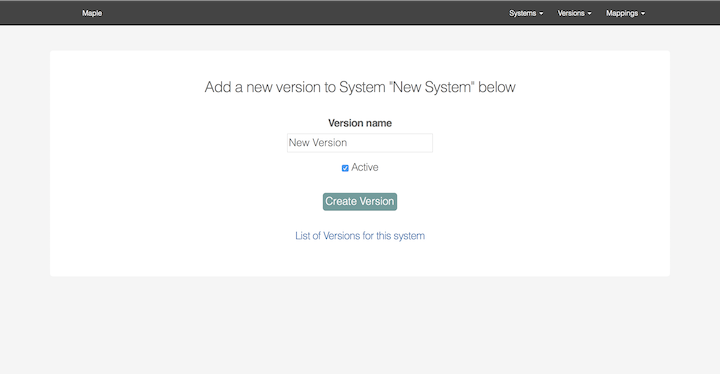 Maple
Systems
Versions
Mappings
Add a new version to System "New System" below
Version name
New Version
Active
Create Version
List of Versions for this system